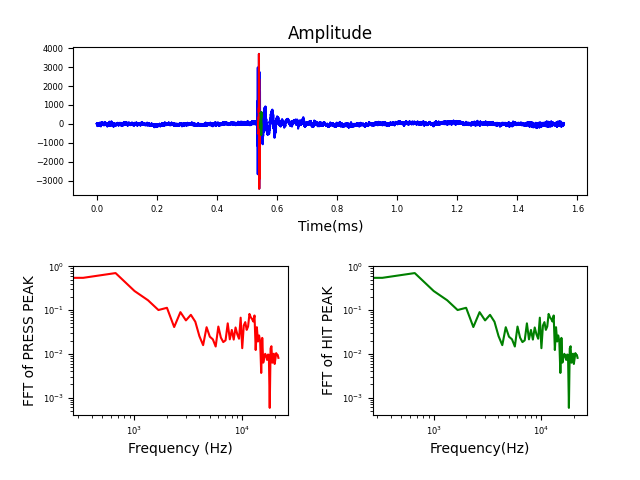 Amplitude
4000
3000
2000
1000
0
−1000
−2000
−3000
0.0 0.2 0.4 0.6 0.8 1.0 1.2 1.4 1.6
Time(ms)
FFT of PRESS PEAK
10⁰
10⁻¹
10⁻²
10⁻³
10³ 10⁴
Frequency (Hz)
FFT of HIT PEAK
10⁰
10⁻¹
10⁻²
10⁻³
10³ 10⁴
Frequency(Hz)